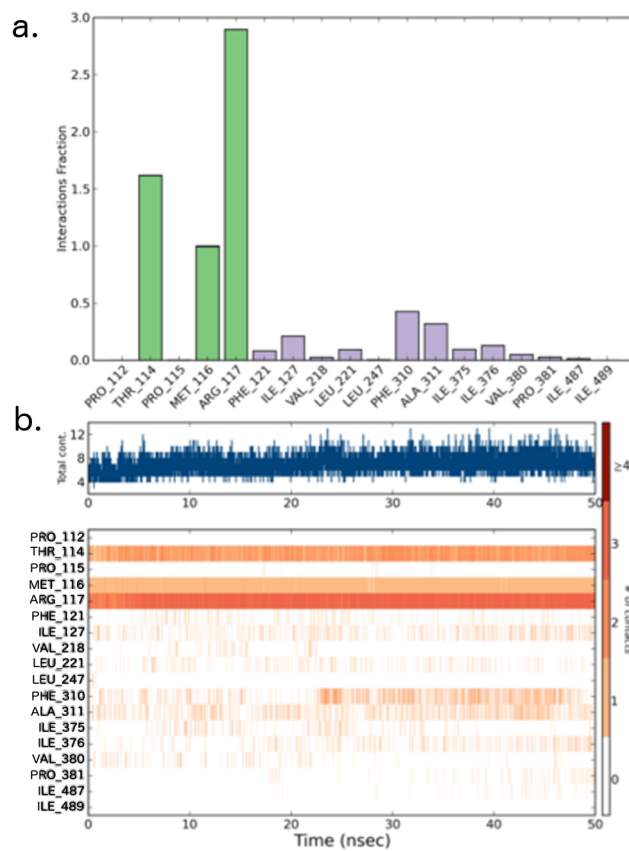 a.
3.0
2.5
2.0
1.5
1.0
0.5
0.0
Interactions Fraction
PRO_112
THR_114
PRO_115
MET_116
ARG_117
PHE_121
ILE_127
VAL_218
LEU_221
LEU_247
PHE_310
ALA_311
ILE_375
ILE_376
VAL_380
PRO_381
ILE_487
ILE_489
b.
Total cont.
12
8
4
0 10 20 30 40 50
PRO_112
THR_114
PRO_115
MET_116
ARG_117
PHE_121
ILE_127
VAL_218
LEU_221
LEU_247
PHE_310
ALA_311
ILE_375
ILE_376
VAL_380
PRO_381
ILE_487
ILE_489
0 10 20 30 40 50
Time (nsec)
≥4
3
2
1
0
# of contacts